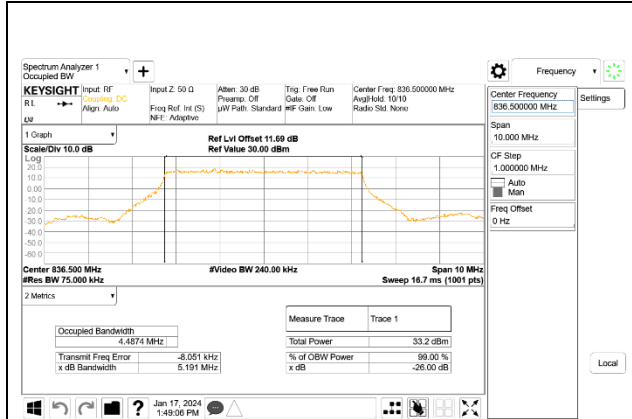 Spectrum Analyzer 1
Occupied BW
Frequency
KEYSIGHT
Input: RF
Coupling: DC
Align: Auto
Input Z: 50 Ω
Freq Ref: Int (S)
NFE: Adaptive
Atten: 30 dB
Preamp: Off
µW Path: Standard
Trig: Free Run
Gate: Off
#IF Gain: Low
Center Freq: 836.500000 MHz
Avg|Hold: 10/10
Radio Std: None
RL
Center Frequency
836.500000 MHz
Settings
Span
10.000 MHz
CF Step
1.000000 MHz
Auto
Man
Freq Offset
0 Hz
Local
1 Graph
Scale/Div 10.0 dB
Ref Lvl Offset 11.69 dB
Ref Value 30.00 dBm
Log
20.0
10.0
0.00
-10.0
-20.0
-30.0
-40.0
-50.0
-60.0
Center 836.500 MHz
#Video BW 240.00 kHz
Span 10 MHz
#Res BW 75.000 kHz
Sweep 16.7 ms (1001 pts)
2 Metrics
Occupied Bandwidth
4.4874 MHz
Transmit Freq Error
-8.051 kHz
x dB Bandwidth
5.191 MHz
Measure Trace
Trace 1
Total Power
33.2 dBm
% of OBW Power
99.00 %
x dB
-26.00 dB
?
Jan 17, 2024
1:49:06 PM